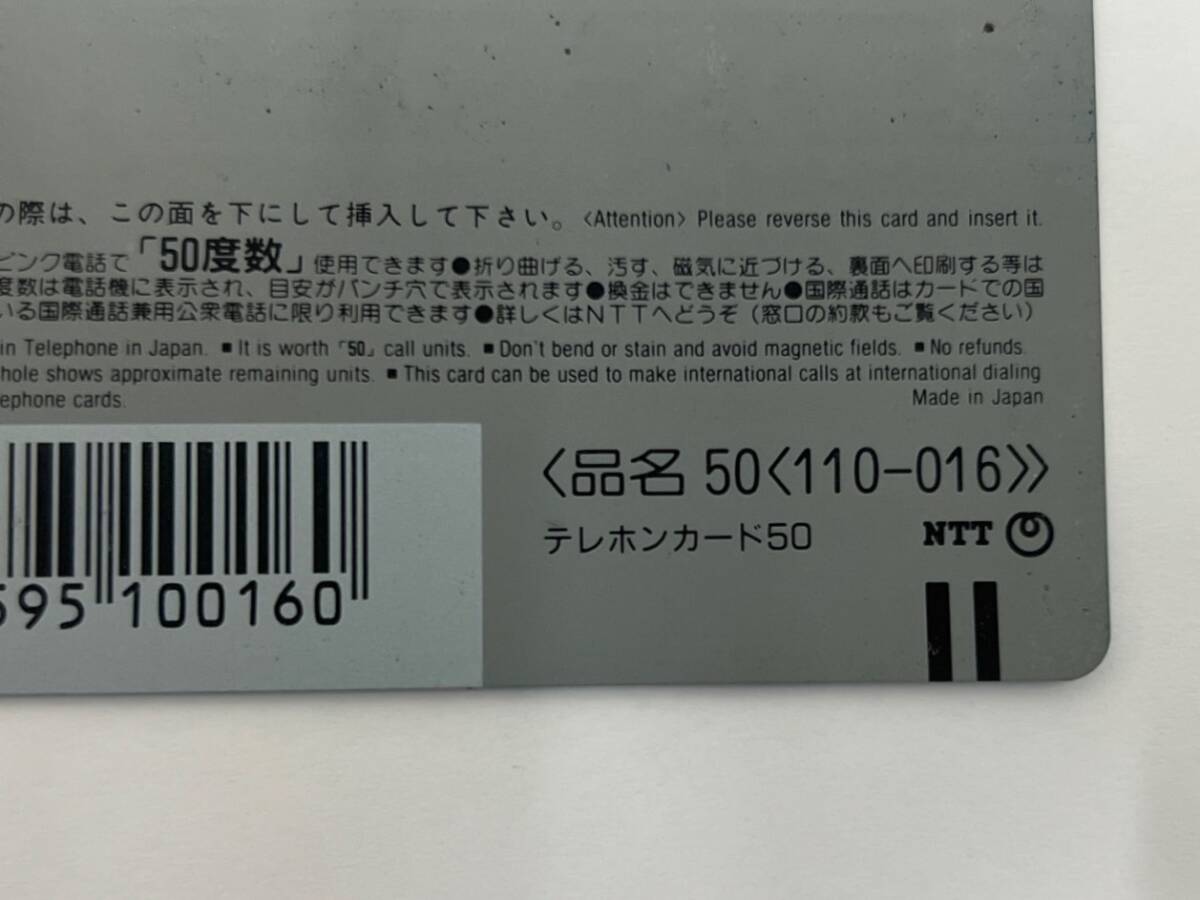 の際は、この面を下にして挿入して下さい。〈Attention〉 Please reverse this card and insert it.
ピンク電話で「50度数」使用できます●折り曲げる、汚す、磁気に近づける、裏面へ印刷する等は
度数は電話機に表示され、目安がパンチ穴で表示されます●換金はできません●国際通話はカードでの国
いる国際通話兼用公衆電話に限り利用できます●詳しくはNTTへどうぞ(窓口の約款もご覧ください)
in Telephone in Japan. ■ It is worth「50」call units. ■ Don't bend or stain and avoid magnetic fields. ■ No refunds.
hole shows approximate remaining units. ■ This card can be used to make international calls at international dialing
ephone cards. Made in Japan
〈品名 50〈110-016〉〉
テレホンカード50 NTT
595 100160